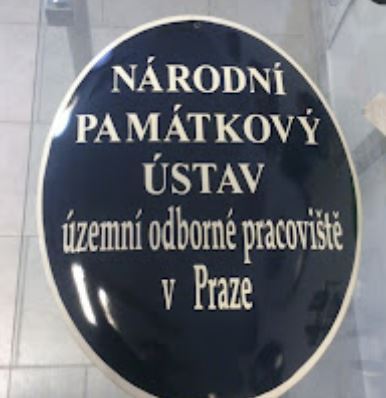 NÁRODNÍ
PAMÁTKOVÝ
ÚSTAV
územní odborné pracoviště
v Praze